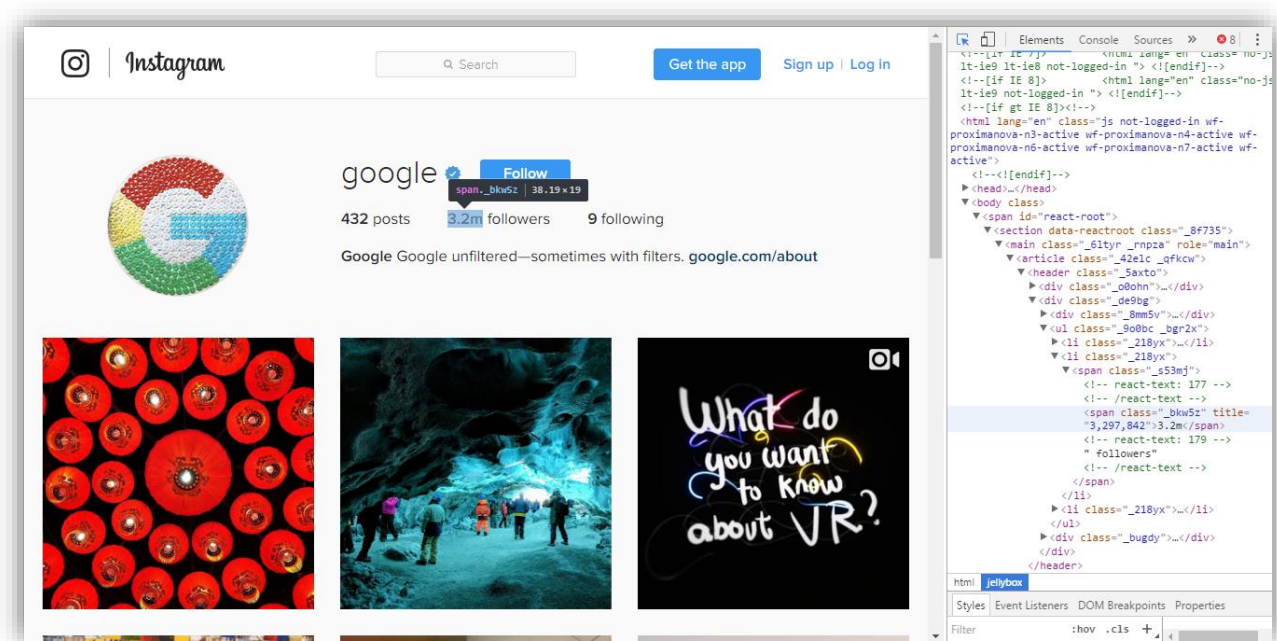 Instagram
Search
Get the app
Sign up | Log in
google
Follow
span._bkw5z | 38.19×19
432 posts
3.2m followers
9 following
Google Google unfiltered—sometimes with filters. google.com/about
What do
you want
to know
about VR?
Elements Console Sources » 8
<!--[if IE 7]> <html lang="en" class="no-js
lt-ie9 lt-ie8 not-logged-in "> <![endif]-->
<!--[if IE 8]> <html lang="en" class="no-js
lt-ie9 not-logged-in "> <![endif]-->
<!--[if gt IE 8]><!-->
<html lang="en" class="js not-logged-in wf-
proximanova-n3-active wf-proximanova-n4-active wf-
proximanova-n6-active wf-proximanova-n7-active wf-
active">
<!--<![endif]-->
▶<head>…</head>
▼<body class>
▼<span id="react-root">
▼<section data-reactroot class="_8f735">
▼<main class="_6ltyr _rnpza" role="main">
▼<article class="_42elc _qfkcw">
▼<header class="_5axto">
▶<div class="_o0ohn">…</div>
▼<div class="_de9bg">
▶<div class="_8mm5v">…</div>
▼<ul class="_9o0bc _bgr2x">
▶<li class="_218yx">…</li>
▼<li class="_218yx">
▼<span class="_s53mj">
<!-- react-text: 177 -->
<!-- /react-text -->
<span class="_bkw5z" title=
"3,297,842">3.2m</span>
<!-- react-text: 179 -->
" followers"
<!-- /react-text -->
</span>
</li>
▶<li class="_218yx">…</li>
</ul>
▶<div class="_bugdy">…</div>
</div>
</header>
html jellybox
Styles Event Listeners DOM Breakpoints Properties
Filter :hov .cls +